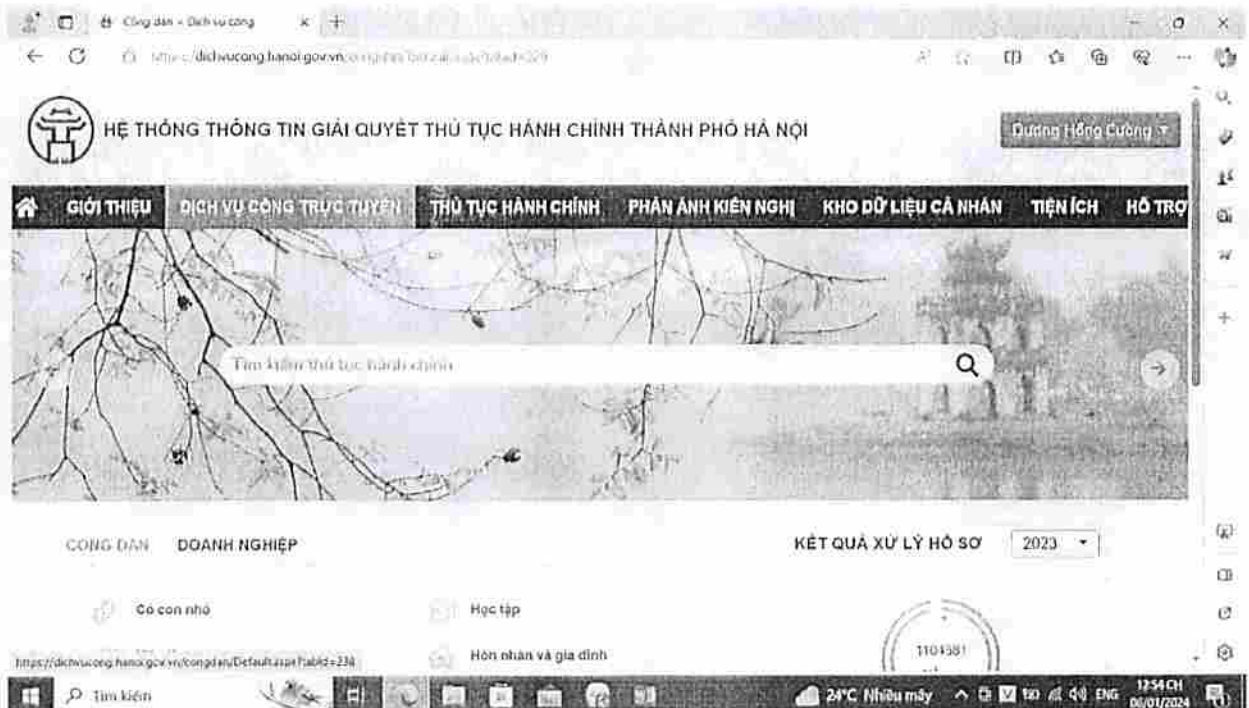 Công dân - Dịch vụ công
dichvucong.hanoi.gov.vn
HỆ THỐNG THÔNG TIN GIẢI QUYẾT THỦ TỤC HÀNH CHÍNH THÀNH PHỐ HÀ NỘI
Dương Hồng Cường
GIỚI THIỆU DỊCH VỤ CÔNG TRỰC TUYẾN THỦ TỤC HÀNH CHÍNH PHẢN ÁNH KIẾN NGHỊ KHO DỮ LIỆU CÁ NHÂN TIỆN ÍCH HỖ TRỢ
Tìm kiếm thủ tục hành chính
CÔNG DÂN DOANH NGHIỆP KẾT QUẢ XỬ LÝ HỒ SƠ 2023
Có con nhỏ Học tập
1104581
https://dichvucong.hanoi.gov.vn/congdan/Default.aspx?tabid=238 Hôn nhân và gia đình
Tìm kiếm 24°C Nhiều mây ENG 12:54 CH
08/01/2024